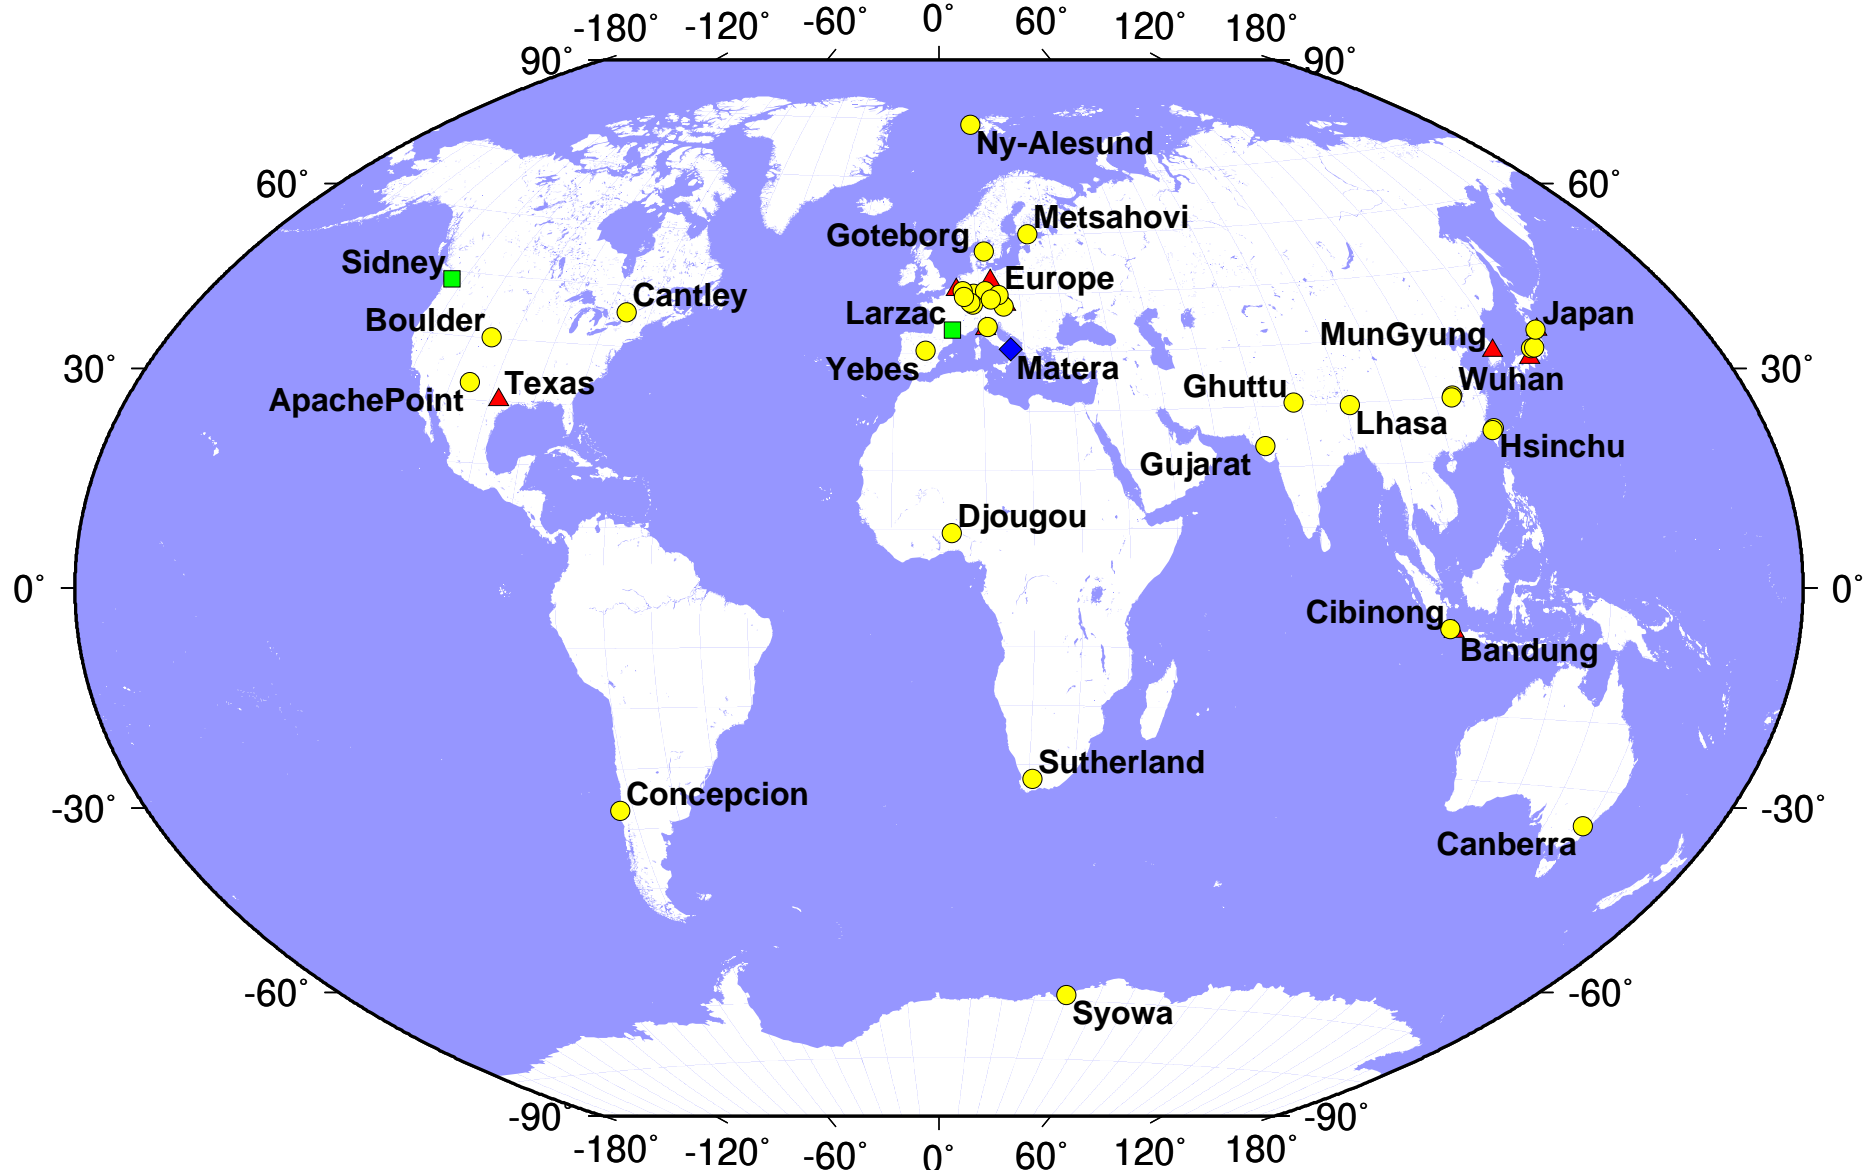 -180° -120° -60° 0° 60° 120° 180°
90° 90°
Ny-Alesund
60° 60°
Metsahovi
Goteborg
Sidney Europe
Cantley
Boulder Larzac Japan
MunGyung
30° Yebes Matera 30°
Texas Ghuttu Wuhan
ApachePoint
Lhasa
Hsinchu
Gujarat
Djougou
0° 0°
Cibinong
Bandung
Sutherland
Concepcion
-30° -30°
Canberra
-60° -60°
Syowa
-90° -90°
-180° -120° -60° 0° 60° 120° 180°